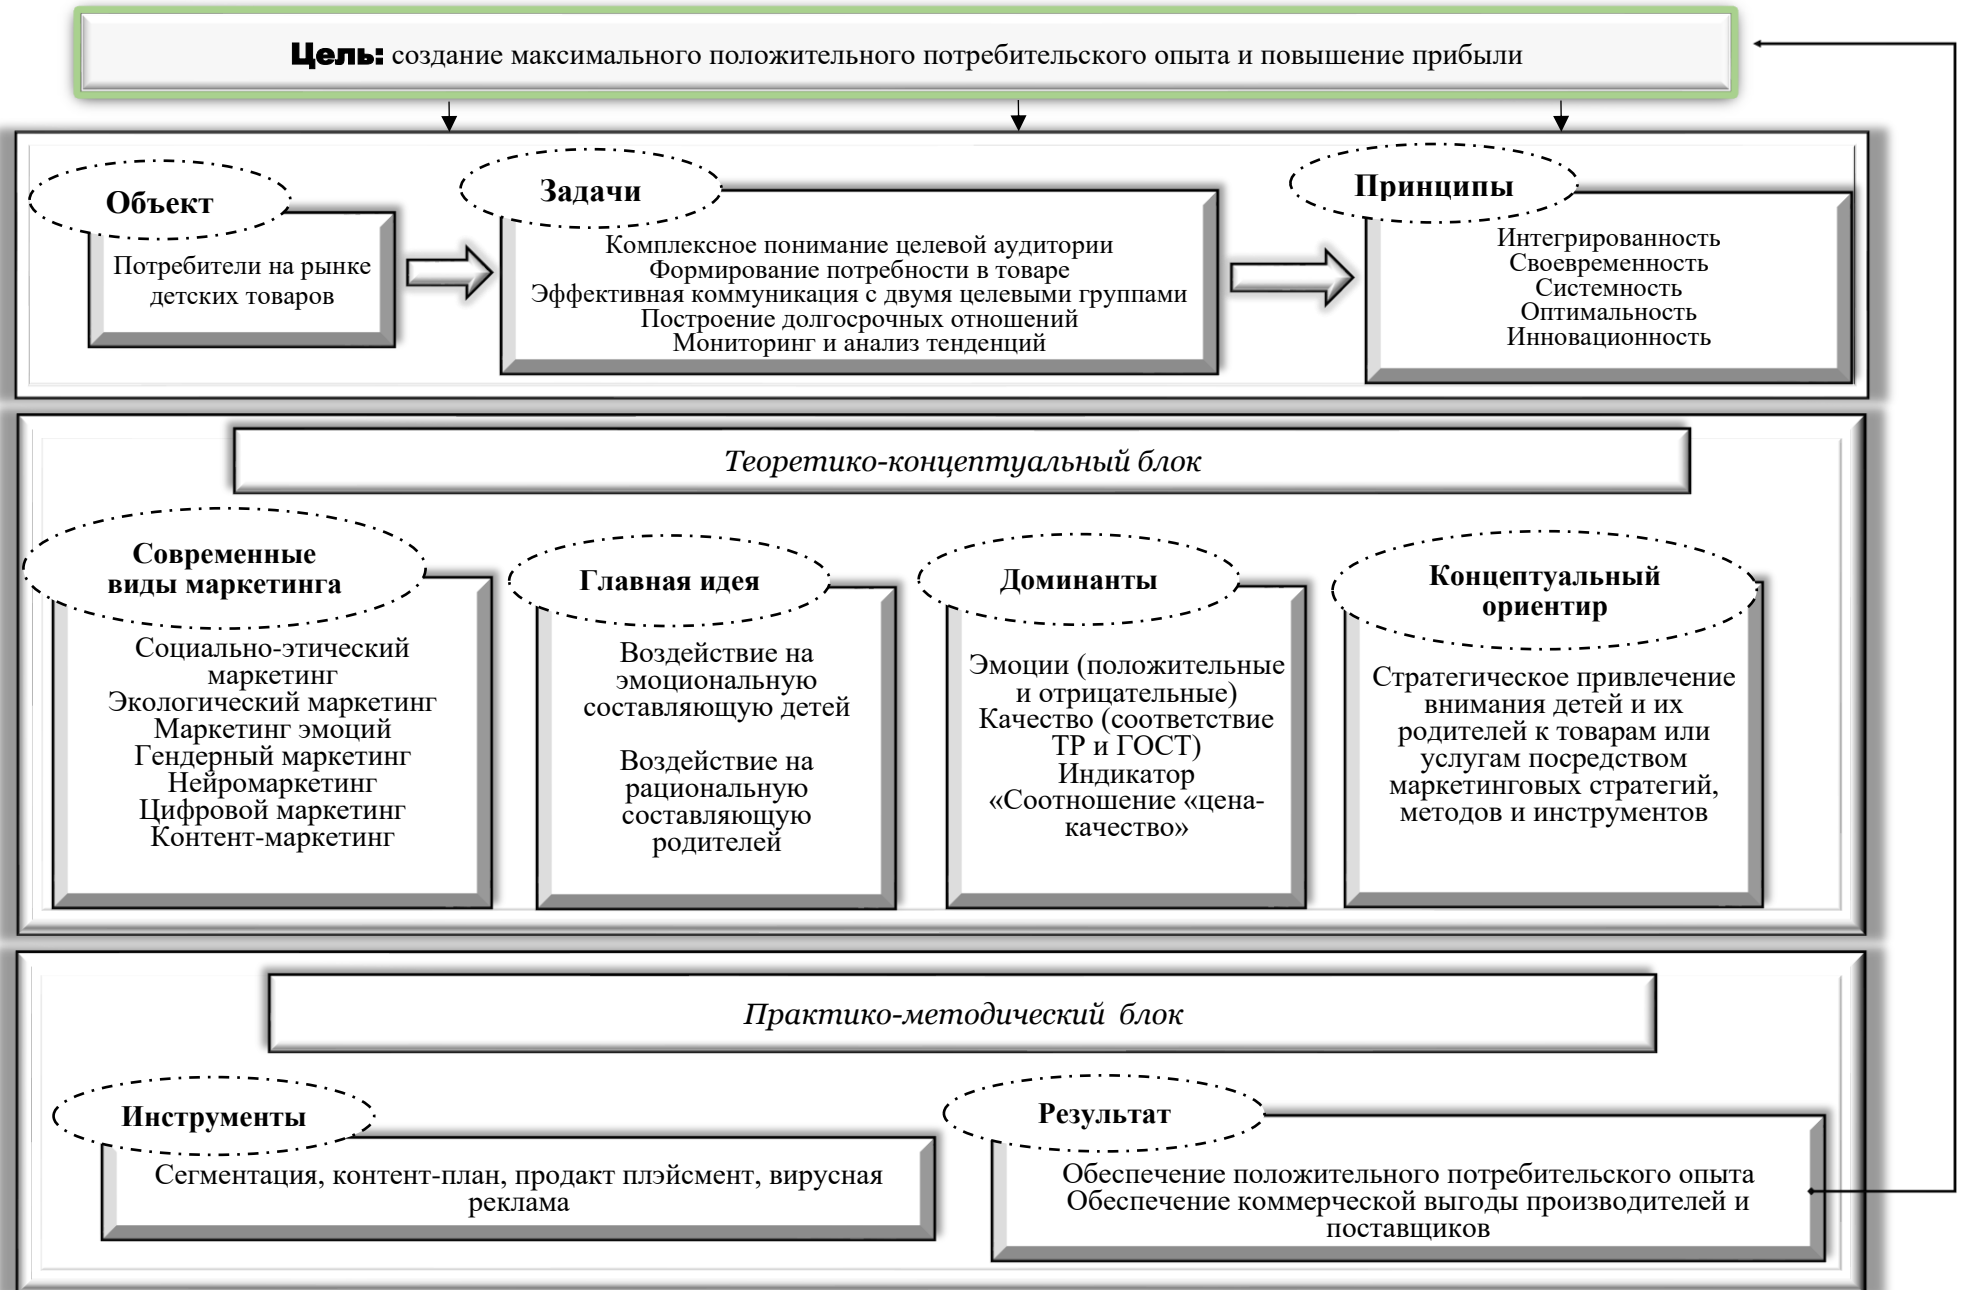 Цель: создание максимального положительного потребительского опыта и повышение прибыли
Объект
Потребители на рынке
детских товаров
Задачи
Комплексное понимание целевой аудитории
Формирование потребности в товаре
Эффективная коммуникация с двумя целевыми группами
Построение долгосрочных отношений
Мониторинг и анализ тенденций
Принципы
Интегрированность
Своевременность
Системность
Оптимальность
Инновационность
Теоретико-концептуальный блок
Современные
виды маркетинга
Социально-этический
маркетинг
Экологический маркетинг
Маркетинг эмоций
Гендерный маркетинг
Нейромаркетинг
Цифровой маркетинг
Контент-маркетинг
Главная идея
Воздействие на
эмоциональную
составляющую детей
Воздействие на
рациональную
составляющую
родителей
Доминанты
Эмоции (положительные
и отрицательные)
Качество (соответствие
ТР и ГОСТ)
Индикатор
«Соотношение «цена-
качество»
Концептуальный
ориентир
Стратегическое привлечение
внимания детей и их
родителей к товарам или
услугам посредством
маркетинговых стратегий,
методов и инструментов
Практико-методический блок
Инструменты
Сегментация, контент-план, продакт плэйсмент, вирусная
реклама
Результат
Обеспечение положительного потребительского опыта
Обеспечение коммерческой выгоды производителей и
поставщиков